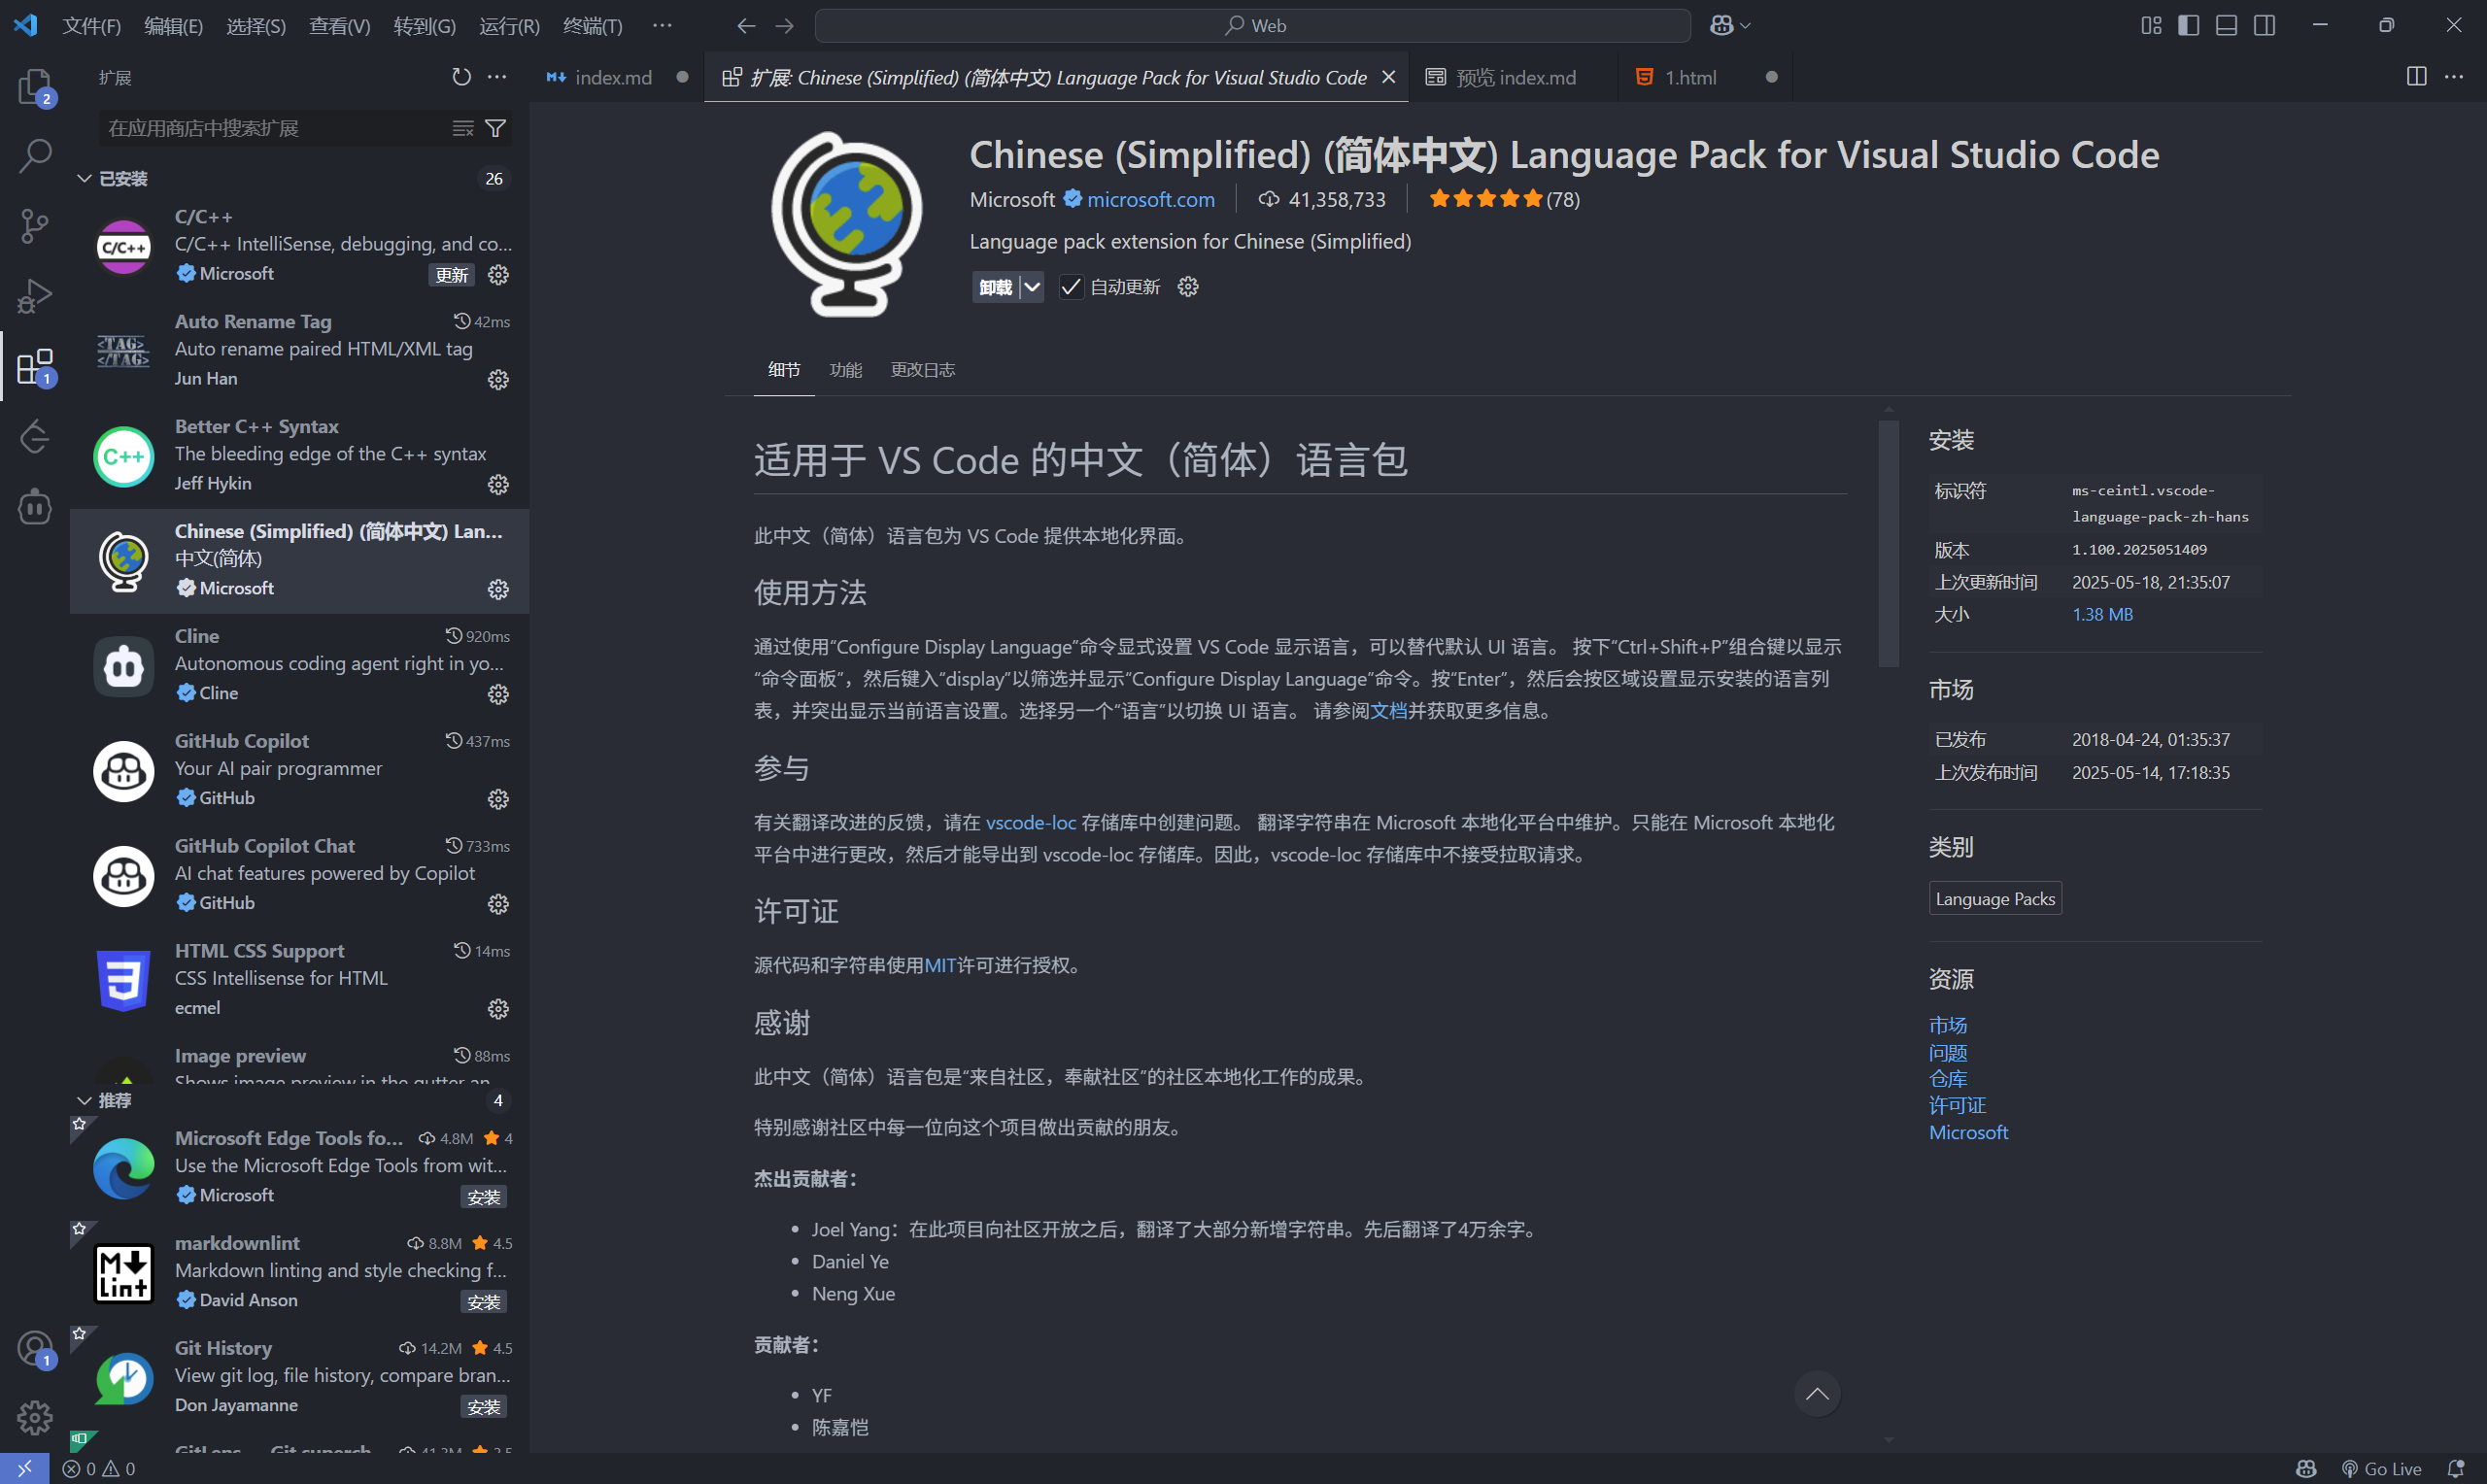 文件(F) 编辑(E) 选择(S) 查看(V) 转到(G) 运行(R) 终端(T) ···
Web
扩展
index.md
扩展: Chinese (Simplified) (简体中文) Language Pack for Visual Studio Code
预览 index.md
1.html
在应用商店中搜索扩展
已安装 26
C/C++
C/C++ IntelliSense, debugging, and co...
Microsoft 更新
Auto Rename Tag 42ms
Auto rename paired HTML/XML tag
Jun Han
Better C++ Syntax
The bleeding edge of the C++ syntax
Jeff Hykin
Chinese (Simplified) (简体中文) Lan...
中文(简体)
Microsoft
Cline 920ms
Autonomous coding agent right in yo...
Cline
GitHub Copilot 437ms
Your AI pair programmer
GitHub
GitHub Copilot Chat 733ms
AI chat features powered by Copilot
GitHub
HTML CSS Support 14ms
CSS Intellisense for HTML
ecmel
Image preview 88ms
Shows image preview in the gutter an
推荐 4
Microsoft Edge Tools fo... 4.8M 4
Use the Microsoft Edge Tools from wit...
Microsoft 安装
markdownlint 8.8M 4.5
Markdown linting and style checking f...
David Anson 安装
Git History 14.2M 4.5
View git log, file history, compare bran...
Don Jayamanne 安装
2
1
1
C/C++
<TAG>
</TAG>
C++
M
lint
Chinese (Simplified) (简体中文) Language Pack for Visual Studio Code
Microsoft microsoft.com 41,358,733 (78)
Language pack extension for Chinese (Simplified)
卸载 自动更新
细节 功能 更改日志
适用于 VS Code 的中文（简体）语言包
此中文（简体）语言包为 VS Code 提供本地化界面。
使用方法
通过使用“Configure Display Language”命令显式设置 VS Code 显示语言，可以替代默认 UI 语言。 按下“Ctrl+Shift+P”组合键以显示
“命令面板”，然后键入“display”以筛选并显示“Configure Display Language”命令。按“Enter”，然后会按区域设置显示安装的语言列
表，并突出显示当前语言设置。选择另一个“语言”以切换 UI 语言。 请参阅文档并获取更多信息。
参与
有关翻译改进的反馈，请在 vscode-loc 存储库中创建问题。 翻译字符串在 Microsoft 本地化平台中维护。只能在 Microsoft 本地化
平台中进行更改，然后才能导出到 vscode-loc 存储库。因此，vscode-loc 存储库中不接受拉取请求。
许可证
源代码和字符串使用MIT许可进行授权。
感谢
此中文（简体）语言包是“来自社区，奉献社区”的社区本地化工作的成果。
特别感谢社区中每一位向这个项目做出贡献的朋友。
杰出贡献者：
• Joel Yang：在此项目向社区开放之后，翻译了大部分新增字符串。先后翻译了4万余字。
• Daniel Ye
• Neng Xue
贡献者：
• YF
• 陈嘉恺
安装
标识符 ms-ceintl.vscode-
language-pack-zh-hans
版本 1.100.2025051409
上次更新时间 2025-05-18, 21:35:07
大小 1.38 MB
市场
已发布 2018-04-24, 01:35:37
上次发布时间 2025-05-14, 17:18:35
类别
Language Packs
资源
市场
问题
仓库
许可证
Microsoft
0 0
Go Live